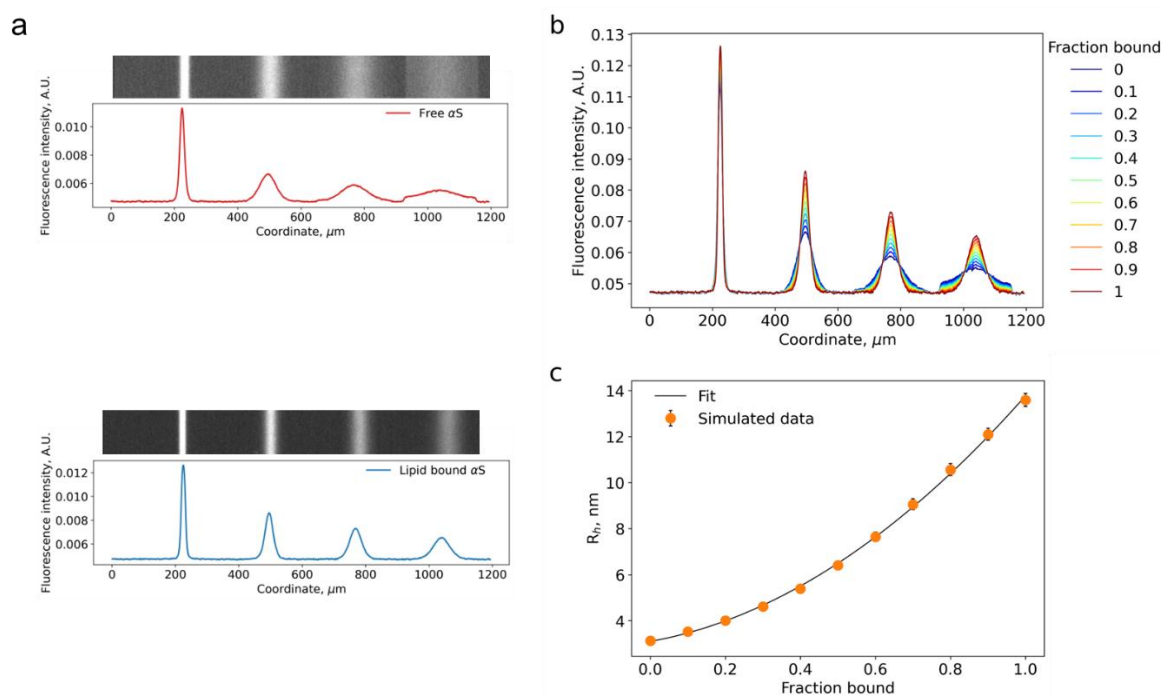 a
Fluorescence intensity, A.U.
0.010
0.008
0.006
Free αS
0 200 400 600 800 1000 1200
Coordinate, μm
Fluorescence intensity, A.U.
0.012
0.010
0.008
0.006
Lipid bound αS
0 200 400 600 800 1000 1200
Coordinate, μm
b
Fluorescence intensity, A.U.
0.13
0.12
0.11
0.10
0.09
0.08
0.07
0.06
0.05
0 200 400 600 800 1000 1200
Coordinate, μm
Fraction bound
0
0.1
0.2
0.3
0.4
0.5
0.6
0.7
0.8
0.9
1
c
R_h, nm
14
12
10
8
6
4
Fit
Simulated data
0.0 0.2 0.4 0.6 0.8 1.0
Fraction bound